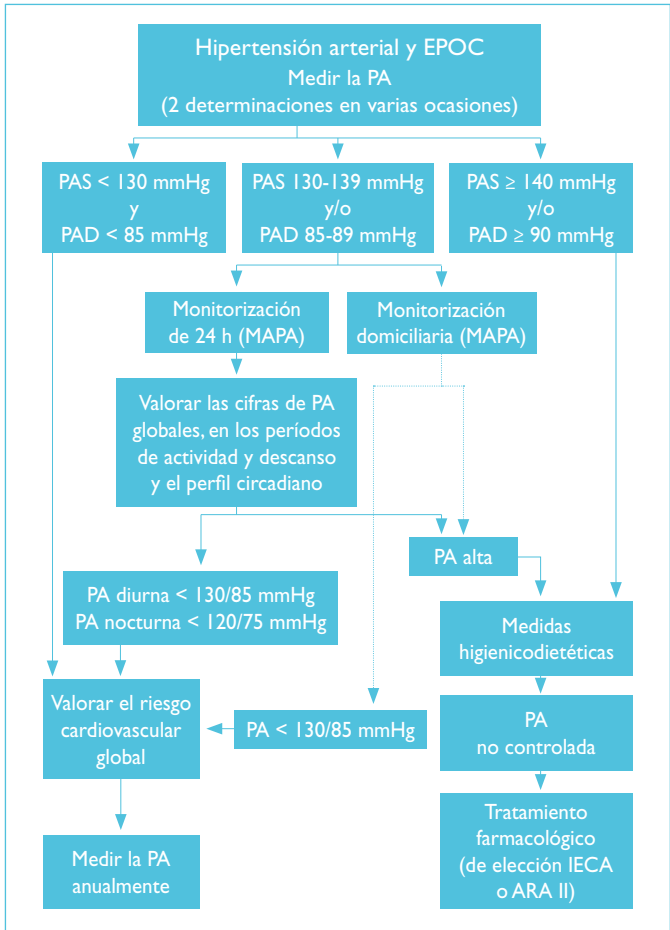 Hipertensión arterial y EPOC
Medir la PA
(2 determinaciones en varias ocasiones)
PAS < 130 mmHg
y
PAD < 85 mmHg
PAS 130-139 mmHg
y/o
PAD 85-89 mmHg
PAS ≥ 140 mmHg
y/o
PAD ≥ 90 mmHg
Monitorización
de 24 h (MAPA)
Monitorización
domiciliaria (MAPA)
Valorar las cifras de PA
globales, en los períodos
de actividad y descanso
y el perfil circadiano
PA alta
PA diurna < 130/85 mmHg
PA nocturna < 120/75 mmHg
Medidas
higienicodietéticas
Valorar el riesgo
cardiovascular
global
PA < 130/85 mmHg
PA
no controlada
Medir la PA
anualmente
Tratamiento
farmacológico
(de elección IECA
o ARA II)